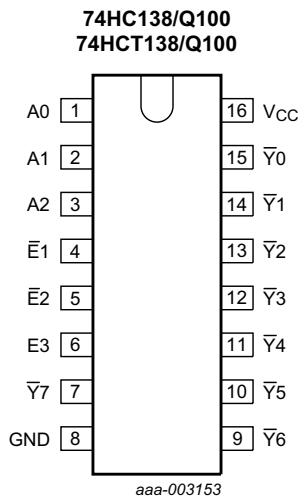 74HC138/Q100
74HCT138/Q100
A0 1 16 VCC
A1 2 15 Y̅0
A2 3 14 Y̅1
E̅1 4 13 Y̅2
E̅2 5 12 Y̅3
E3 6 11 Y̅4
Y̅7 7 10 Y̅5
GND 8 9 Y̅6
aaa-003153